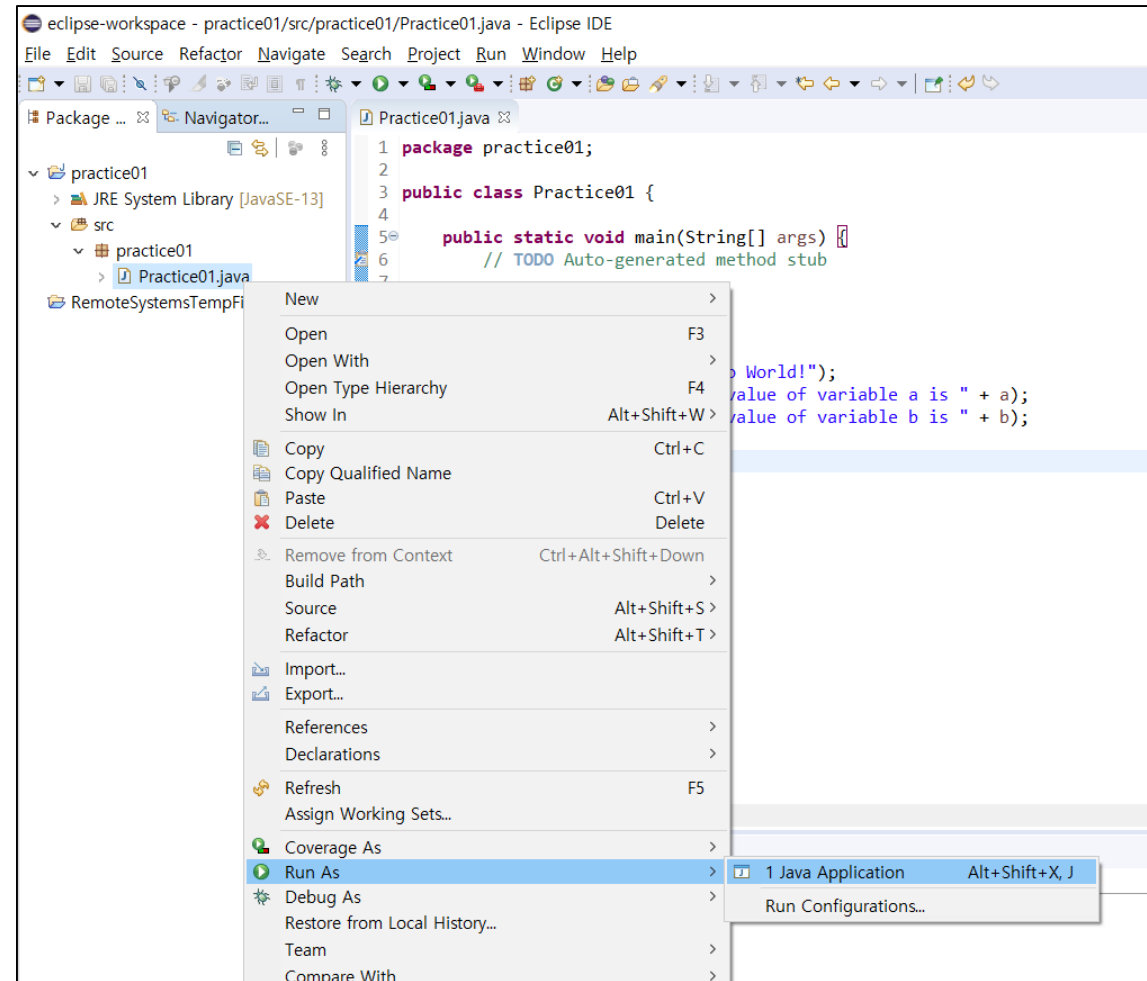 eclipse-workspace - practice01/src/practice01/Practice01.java - Eclipse IDE
File Edit Source Refactor Navigate Search Project Run Window Help
Package ... Navigator...
Practice01.java
practice01
JRE System Library [JavaSE-13]
src
practice01
Practice01.java
RemoteSystemsTempFi
1 package practice01;
2
3 public class Practice01 {
4
5 public static void main(String[] args) {
6 // TODO Auto-generated method stub
7
World!");
value of variable a is " + a);
value of variable b is " + b);
New
Open F3
Open With
Open Type Hierarchy F4
Show In Alt+Shift+W
Copy Ctrl+C
Copy Qualified Name
Paste Ctrl+V
Delete Delete
Remove from Context Ctrl+Alt+Shift+Down
Build Path
Source Alt+Shift+S
Refactor Alt+Shift+T
Import...
Export...
References
Declarations
Refresh F5
Assign Working Sets...
Coverage As
Run As
1 Java Application Alt+Shift+X, J
Debug As
Run Configurations...
Restore from Local History...
Team
Compare With